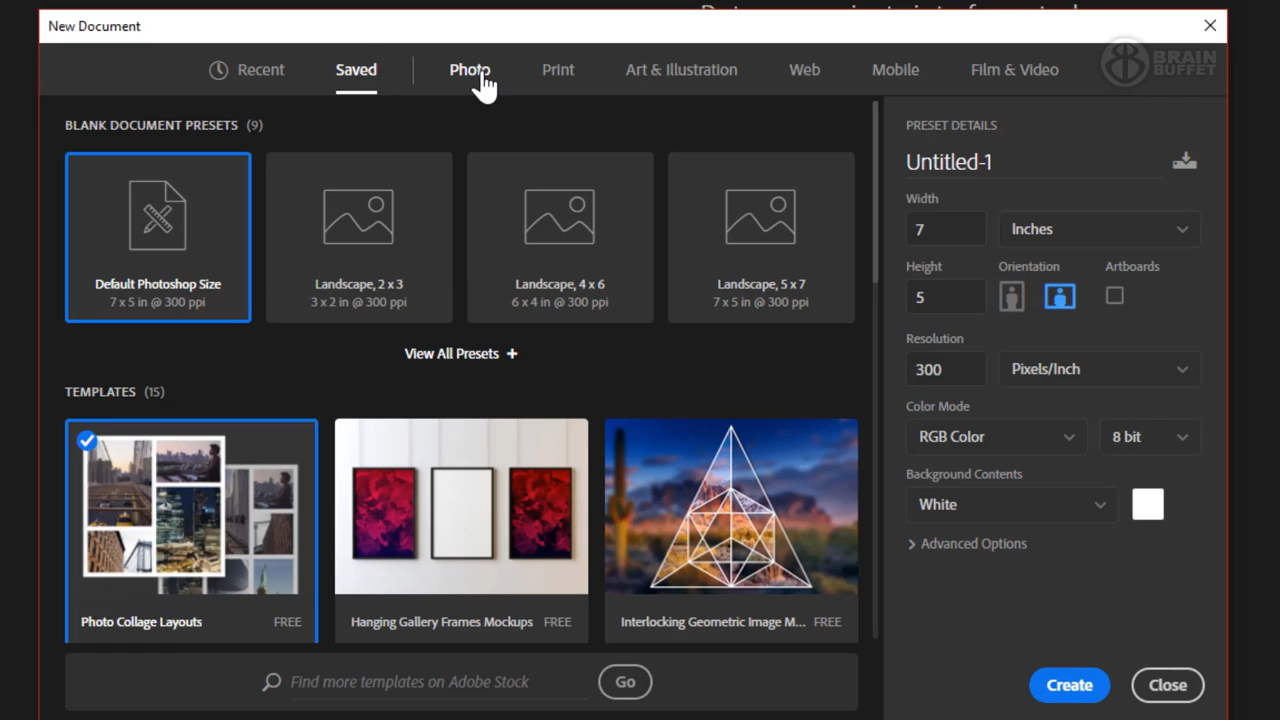 New Document
BRAIN
BUFFET
Recent
Saved
Photo
Print
Art & Illustration
Web
Mobile
Film & Video
BLANK DOCUMENT PRESETS (9)
Default Photoshop Size
7 x 5 in @ 300 ppi
Landscape, 2 x 3
3 x 2 in @ 300 ppi
Landscape, 4 x 6
6 x 4 in @ 300 ppi
Landscape, 5 x 7
7 x 5 in @ 300 ppi
View All Presets +
TEMPLATES (15)
Photo Collage Layouts FREE
Hanging Gallery Frames Mockups FREE
Interlocking Geometric Image M... FREE
Find more templates on Adobe Stock
Go
PRESET DETAILS
Untitled-1
Width
7 Inches
Height Orientation Artboards
5
Resolution
300 Pixels/Inch
Color Mode
RGB Color 8 bit
Background Contents
White
Advanced Options
Create Close